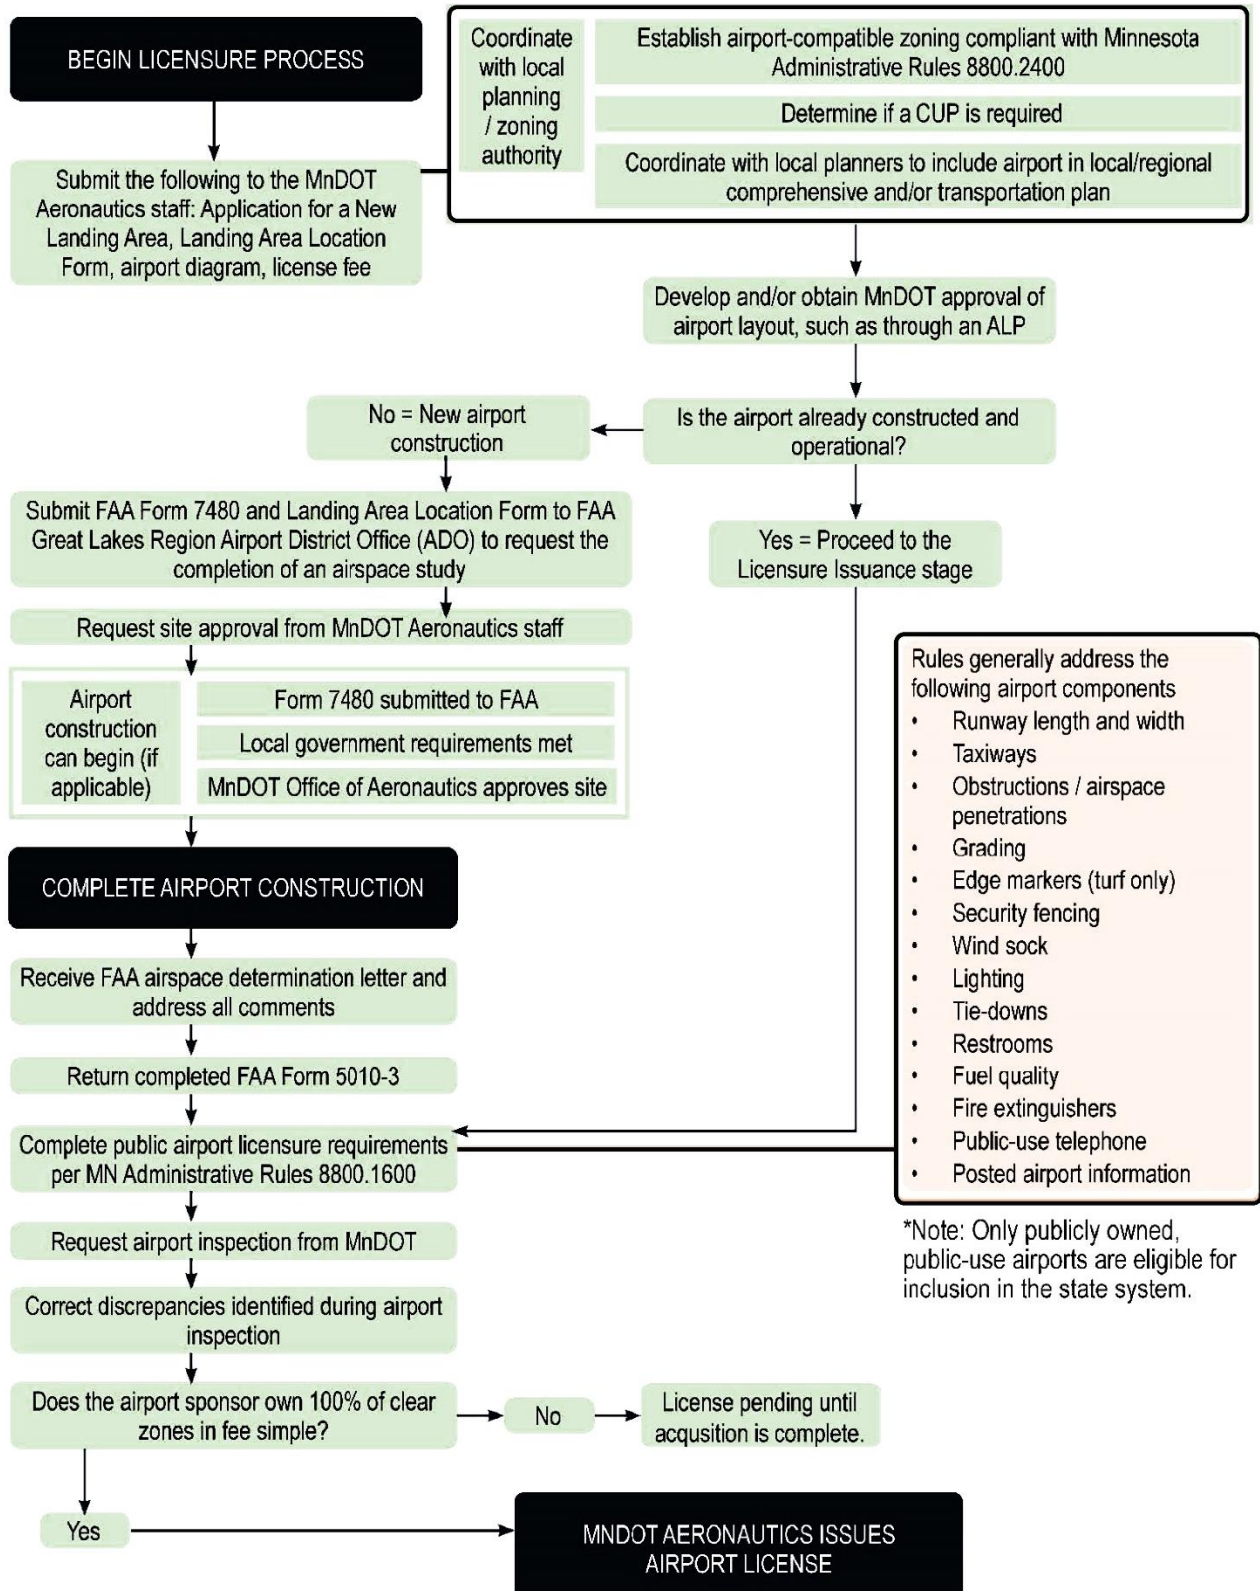 BEGIN LICENSURE PROCESS
Submit the following to the MnDOT
Aeronautics staff: Application for a New
Landing Area, Landing Area Location
Form, airport diagram, license fee
Coordinate
with local
planning
/ zoning
authority
Establish airport-compatible zoning compliant with Minnesota
Administrative Rules 8800.2400
Determine if a CUP is required
Coordinate with local planners to include airport in local/regional
comprehensive and/or transportation plan
Develop and/or obtain MnDOT approval of
airport layout, such as through an ALP
Is the airport already constructed and
operational?
No = New airport
construction
Yes = Proceed to the
Licensure Issuance stage
Submit FAA Form 7480 and Landing Area Location Form to FAA
Great Lakes Region Airport District Office (ADO) to request the
completion of an airspace study
Request site approval from MnDOT Aeronautics staff
Airport
construction
can begin (if
applicable)
Form 7480 submitted to FAA
Local government requirements met
MnDOT Office of Aeronautics approves site
COMPLETE AIRPORT CONSTRUCTION
Receive FAA airspace determination letter and
address all comments
Return completed FAA Form 5010-3
Complete public airport licensure requirements
per MN Administrative Rules 8800.1600
Rules generally address the
following airport components
• Runway length and width
• Taxiways
• Obstructions / airspace
penetrations
• Grading
• Edge markers (turf only)
• Security fencing
• Wind sock
• Lighting
• Tie-downs
• Restrooms
• Fuel quality
• Fire extinguishers
• Public-use telephone
• Posted airport information
*Note: Only publicly owned,
public-use airports are eligible for
inclusion in the state system.
Request airport inspection from MnDOT
Correct discrepancies identified during airport
inspection
Does the airport sponsor own 100% of clear
zones in fee simple?
No
License pending until
acqusition is complete.
Yes
MNDOT AERONAUTICS ISSUES
AIRPORT LICENSE